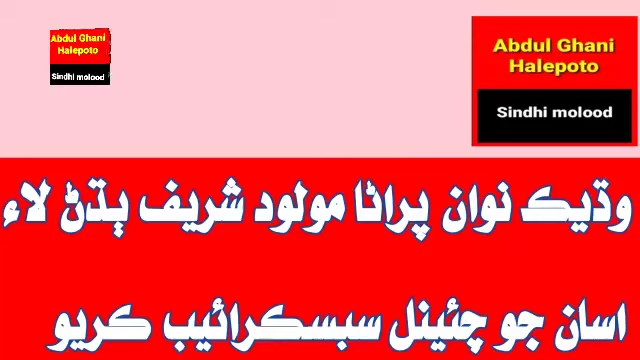 Abdul Ghani
Halepoto
Sindhi molood
Abdul Ghani
Halepoto
Sindhi molood
وڌيڪ نوان پراڻا مولود شريف ٻڌڻ لاءِ
اسان جو چئينل سبسڪرائيب ڪريو